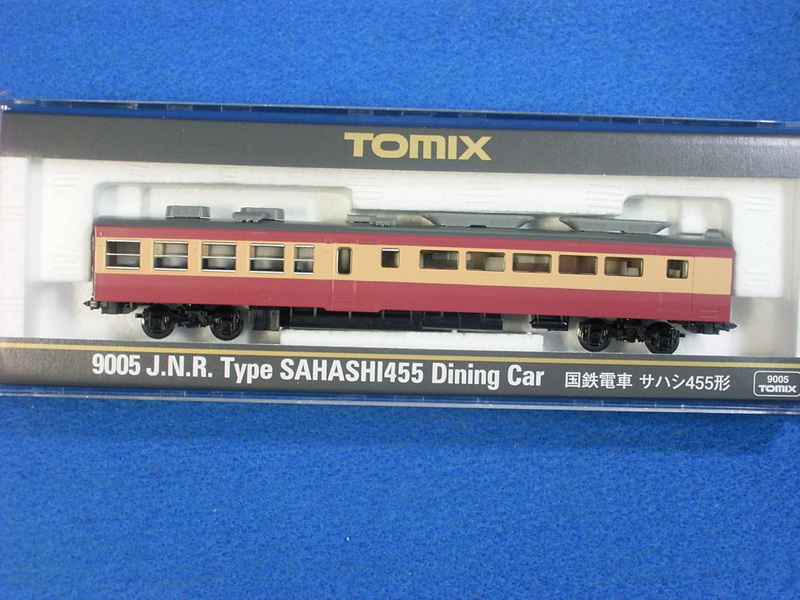 TOMIX
9005 J.N.R. Type SAHASHI455 Dining Car 国鉄電車 サハシ455形
9005
TOMIX